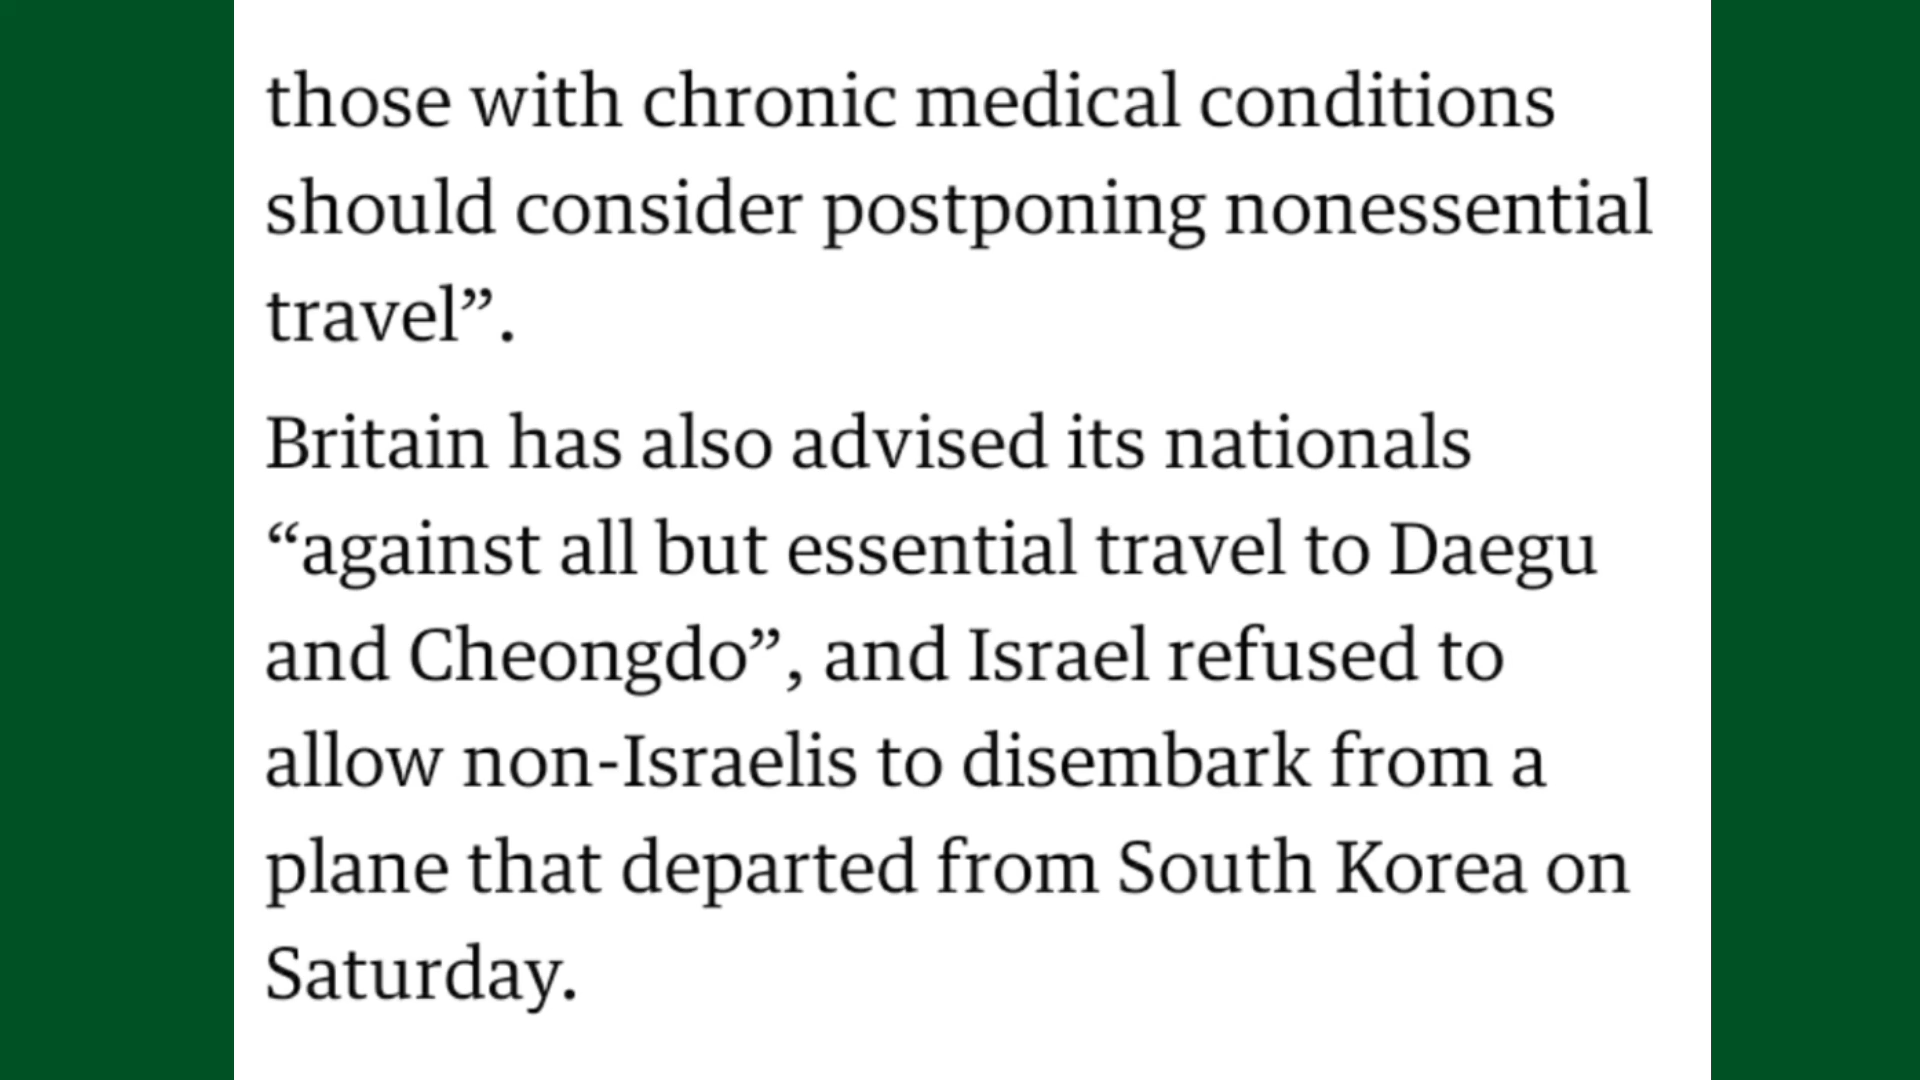 those with chronic medical conditions
should consider postponing nonessential
travel”.
Britain has also advised its nationals
“against all but essential travel to Daegu
and Cheongdo”, and Israel refused to
allow non-Israelis to disembark from a
plane that departed from South Korea on
Saturday.